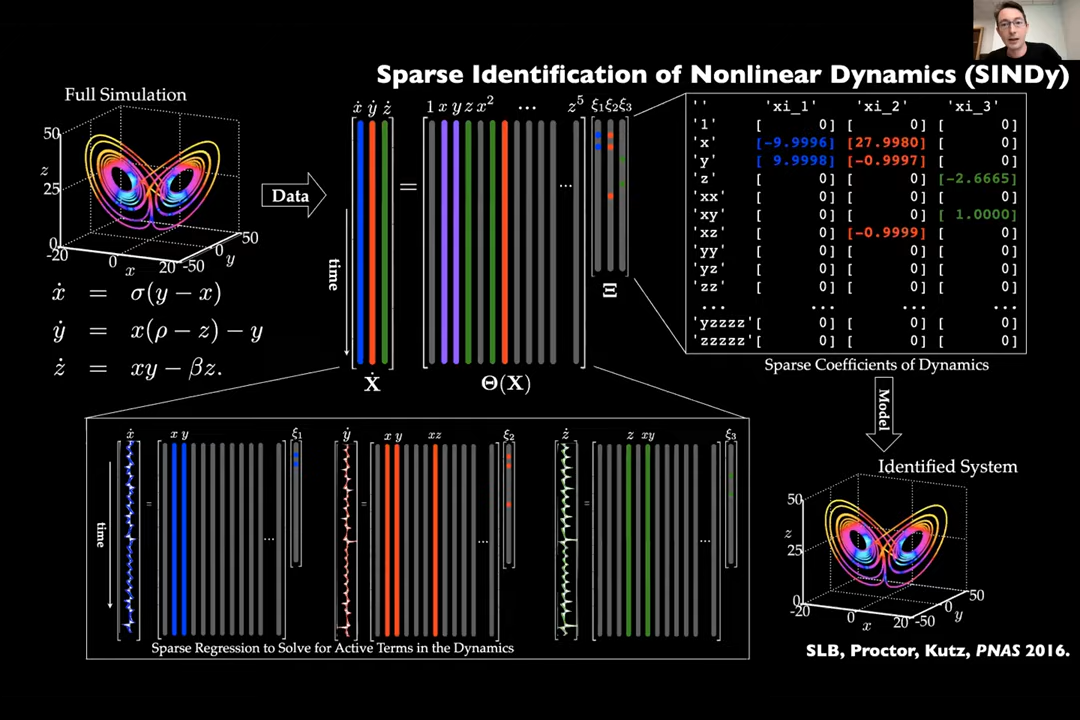 Sparse Identification of Nonlinear Dynamics (SINDy)
Full Simulation
50
z
25
0
-20
0
x
20
-50
0
y
50
ẋ = σ(y − x)
ẏ = x(ρ − z) − y
ż = xy − βz.
Data
ẋ ẏ ż
time
Ẋ
=
1 x y z x² ... z⁵
...
Θ(X)
ξ₁ ξ₂ ξ₃
Ξ
'' 'xi_1' 'xi_2' 'xi_3'
'1' [ 0] [ 0] [ 0]
'x' [-9.9996] [27.9980] [ 0]
'y' [ 9.9998] [-0.9997] [ 0]
'z' [ 0] [ 0] [-2.6665]
'xx' [ 0] [ 0] [ 0]
'xy' [ 0] [ 0] [ 1.0000]
'xz' [ 0] [-0.9999] [ 0]
'yy' [ 0] [ 0] [ 0]
'yz' [ 0] [ 0] [ 0]
'zz' [ 0] [ 0] [ 0]
... ... ... ...
'yzzzz' [ 0] [ 0] [ 0]
'zzzzz' [ 0] [ 0] [ 0]
Sparse Coefficients of Dynamics
Model
ẋ
time
=
x y
...
ξ₁
ẏ
=
x y xz
...
ξ₂
ż
=
z xy
...
ξ₃
Sparse Regression to Solve for Active Terms in the Dynamics
Identified System
50
z
25
0
-20
0
x
20
-50
0
y
50
SLB, Proctor, Kutz, PNAS 2016.